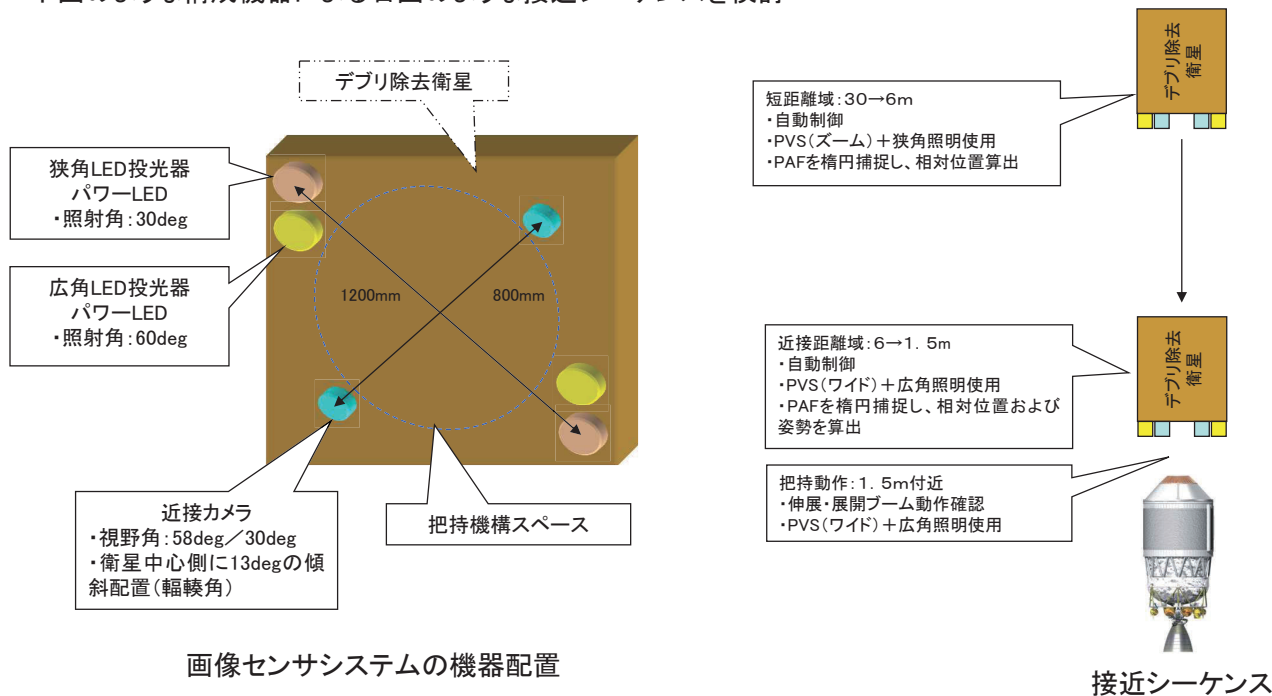 デブリ除去衛星
狭角LED投光器
パワーLED
・照射角:30deg
広角LED投光器
パワーLED
・照射角:60deg
1200mm
800mm
近接カメラ
・視野角:58deg/30deg
・衛星中心側に13degの傾
斜配置(輻輳角)
把持機構スペース
画像センサシステムの機器配置
デブリ除去
衛星
短距離域:30→6m
・自動制御
・PVS(ズーム)+狭角照明使用
・PAFを楕円捕捉し、相対位置算出
デブリ除去
衛星
近接距離域:6→1.5m
・自動制御
・PVS(ワイド)+広角照明使用
・PAFを楕円捕捉し、相対位置および
姿勢を算出
把持動作:1.5m付近
・伸展・展開ブーム動作確認
・PVS(ワイド)+広角照明使用
接近シーケンス